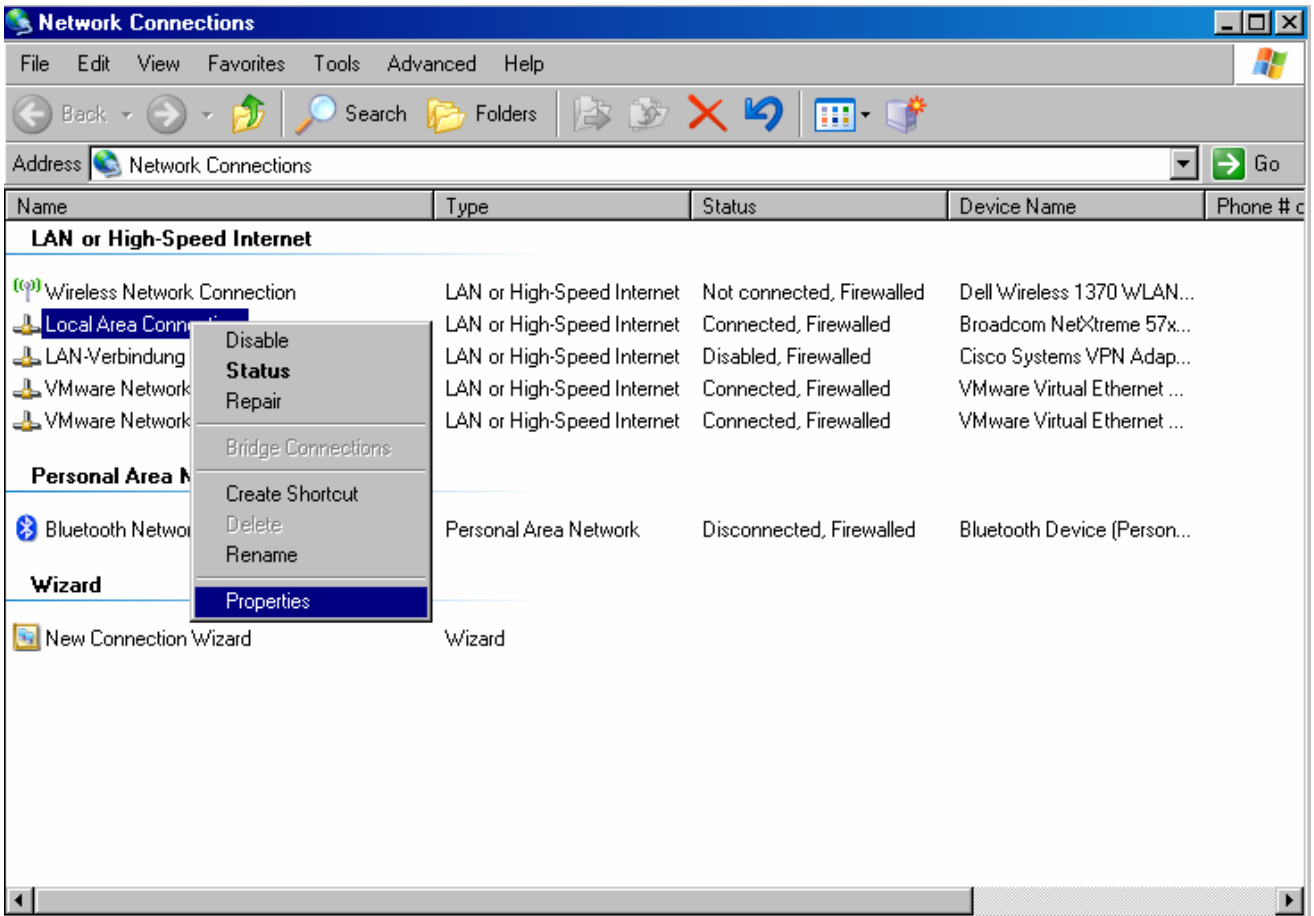 Network Connections
File Edit View Favorites Tools Advanced Help
Back Search Folders
Address Network Connections Go
Name Type Status Device Name Phone # c
LAN or High-Speed Internet
Wireless Network Connection LAN or High-Speed Internet Not connected, Firewalled Dell Wireless 1370 WLAN...
Local Area Conn LAN or High-Speed Internet Connected, Firewalled Broadcom NetXtreme 57x...
LAN-Verbindung LAN or High-Speed Internet Disabled, Firewalled Cisco Systems VPN Adap...
VMware Network LAN or High-Speed Internet Connected, Firewalled VMware Virtual Ethernet ...
VMware Network LAN or High-Speed Internet Connected, Firewalled VMware Virtual Ethernet ...
Personal Area N
Bluetooth Networ Personal Area Network Disconnected, Firewalled Bluetooth Device (Person...
Wizard
New Connection Wizard Wizard
Disable
Status
Repair
Bridge Connections
Create Shortcut
Delete
Rename
Properties